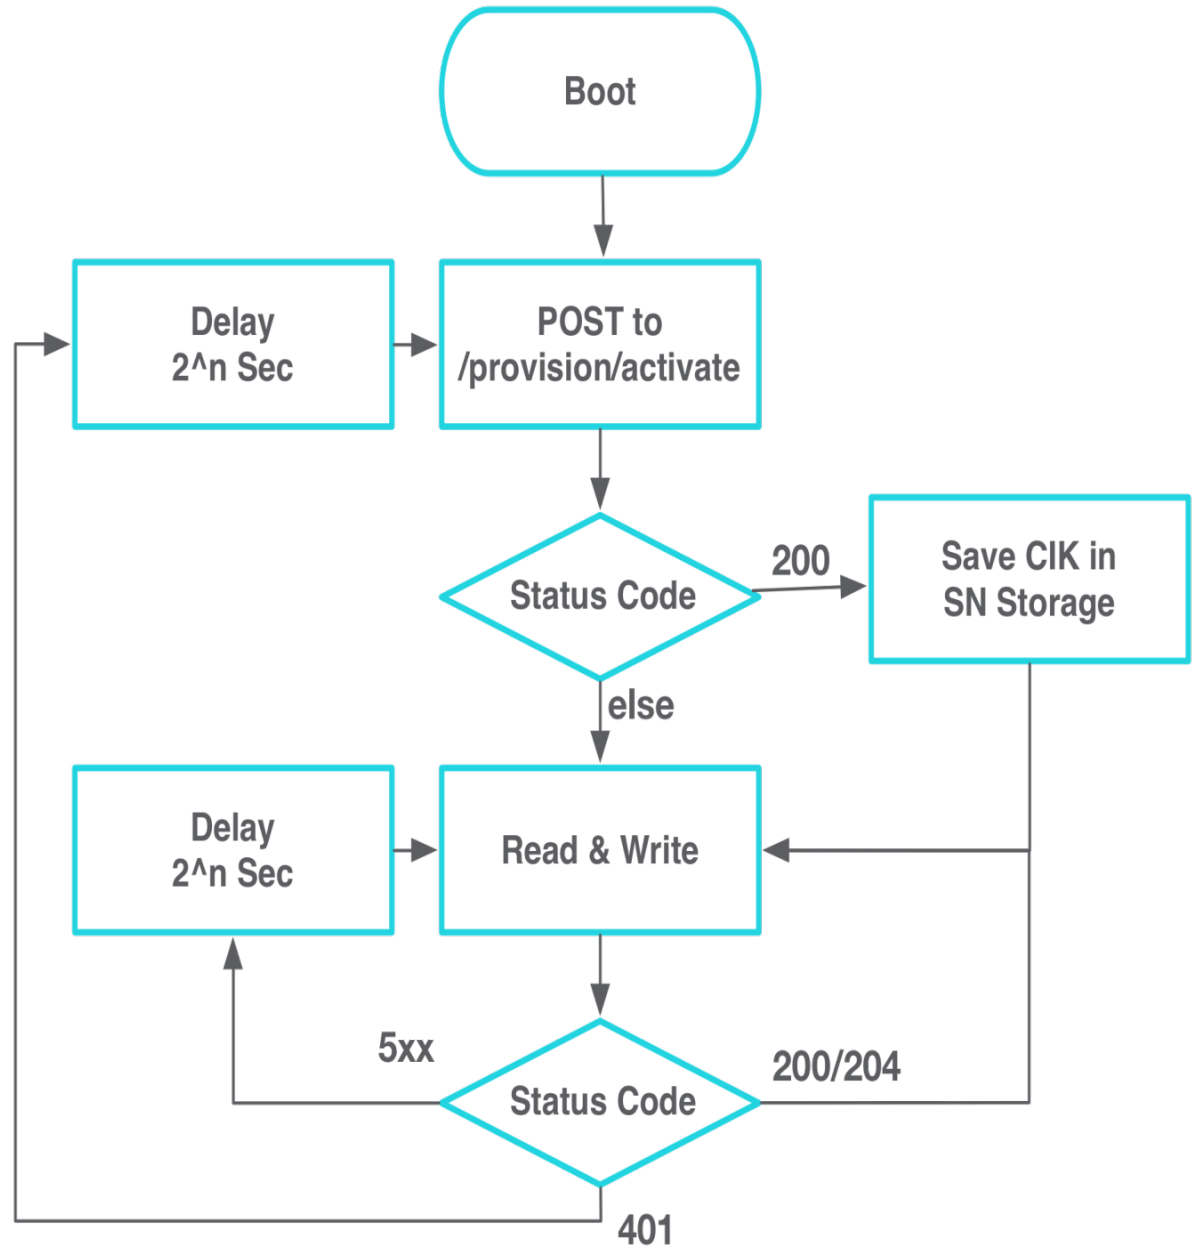 Boot
Delay
2^n Sec
POST to
/provision/activate
Status Code
200
Save CIK in
SN Storage
else
Delay
2^n Sec
Read & Write
5xx
Status Code
200/204
401